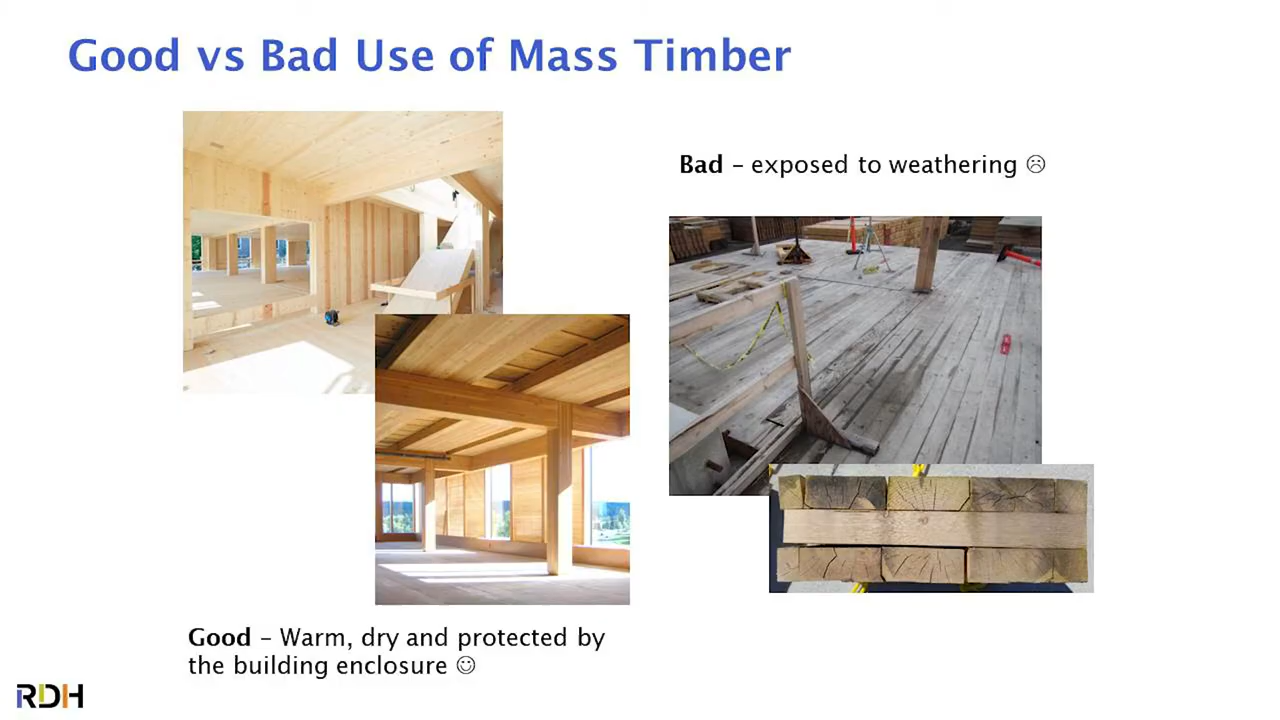 Good vs Bad Use of Mass Timber
Bad – exposed to weathering ☹
Good – Warm, dry and protected by
the building enclosure ☺
RDH